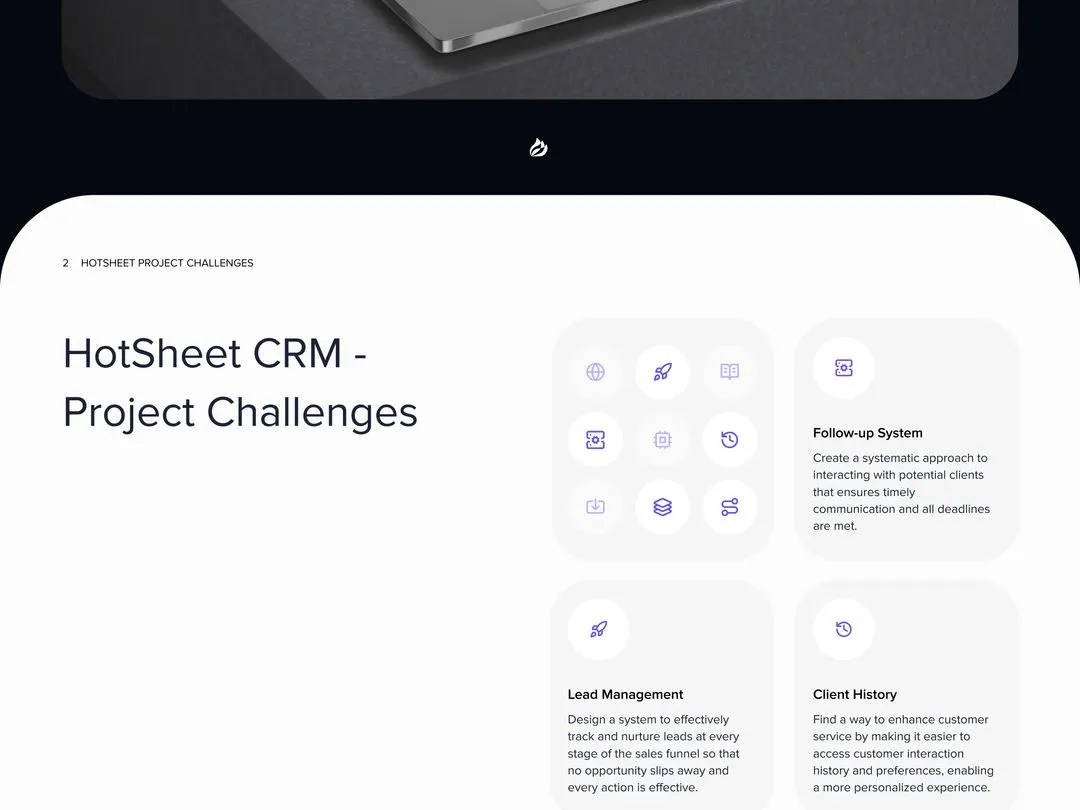 2 HOTSHEET PROJECT CHALLENGES
HotSheet CRM -
Project Challenges
Follow-up System
Create a systematic approach to
interacting with potential clients
that ensures timely
communication and all deadlines
are met.
Lead Management
Design a system to effectively
track and nurture leads at every
stage of the sales funnel so that
no opportunity slips away and
every action is effective.
Client History
Find a way to enhance customer
service by making it easier to
access customer interaction
history and preferences, enabling
a more personalized experience.